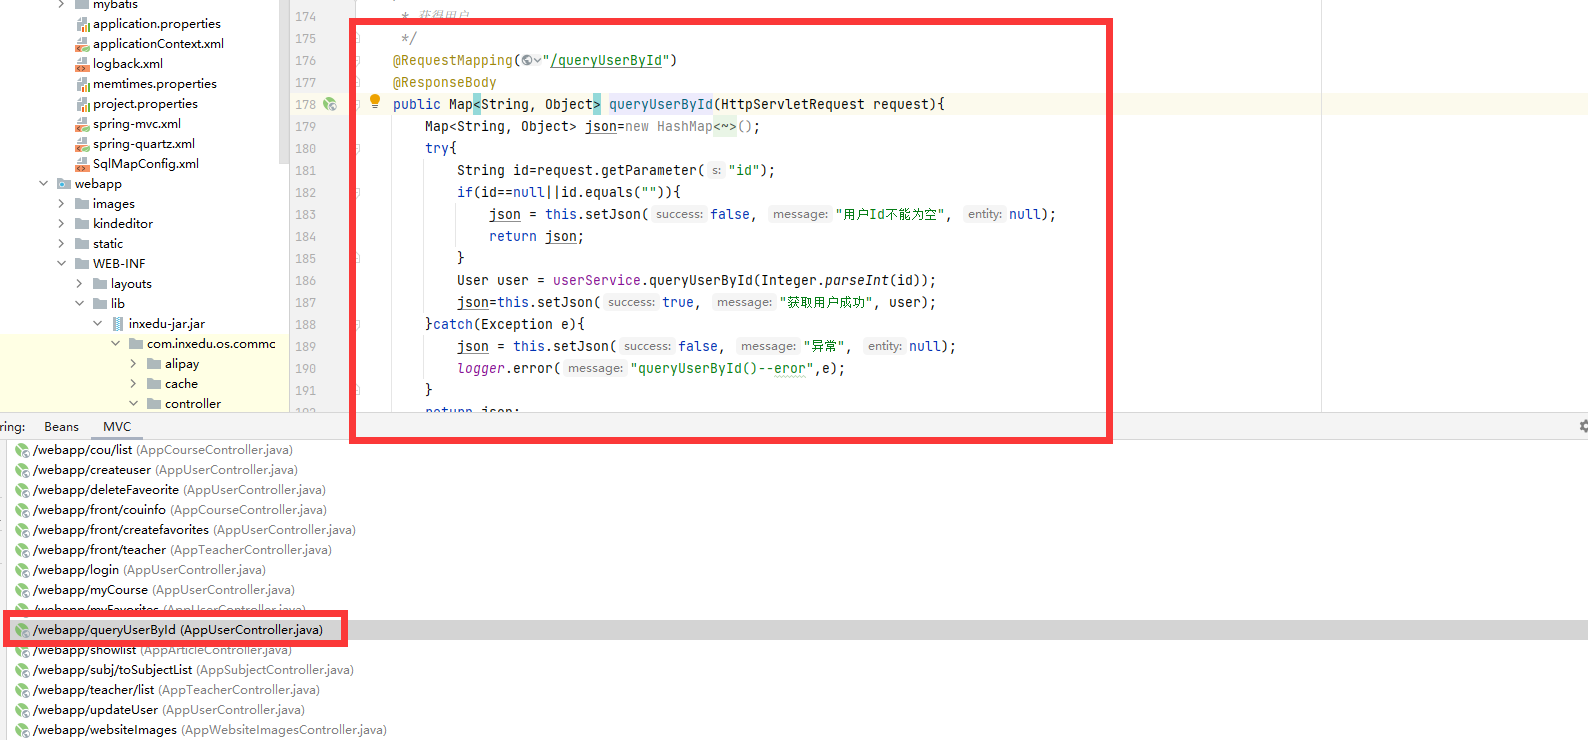 mybatis
application.properties
applicationContext.xml
logback.xml
memtimes.properties
project.properties
spring-mvc.xml
spring-quartz.xml
SqlMapConfig.xml
webapp
images
kindeditor
static
WEB-INF
layouts
lib
inxedu-jar.jar
com.inxedu.os.commc
alipay
cache
controller
174 * 获得用户
175 */
176 @RequestMapping("/queryUserById")
177 @ResponseBody
178 public Map<String, Object> queryUserById(HttpServletRequest request){
179 Map<String, Object> json=new HashMap<~>();
180 try{
181 String id=request.getParameter( s: "id");
182 if(id==null||id.equals("")){
183 json = this.setJson( success: false, message: "用户Id不能为空", entity: null);
184 return json;
185 }
186 User user = userService.queryUserById(Integer.parseInt(id));
187 json=this.setJson( success: true, message: "获取用户成功", user);
188 }catch(Exception e){
189 json = this.setJson( success: false, message: "异常", entity: null);
190 logger.error( message: "queryUserById()--eror",e);
191 }
192 return json;
ring: Beans MVC
/webapp/cou/list (AppCourseController.java)
/webapp/createuser (AppUserController.java)
/webapp/deleteFaveorite (AppUserController.java)
/webapp/front/couinfo (AppCourseController.java)
/webapp/front/createfavorites (AppUserController.java)
/webapp/front/teacher (AppTeacherController.java)
/webapp/login (AppUserController.java)
/webapp/myCourse (AppUserController.java)
/webapp/myFavorites (AppUserController.java)
/webapp/queryUserById (AppUserController.java)
/webapp/showlist (AppArticleController.java)
/webapp/subj/toSubjectList (AppSubjectController.java)
/webapp/teacher/list (AppTeacherController.java)
/webapp/updateUser (AppUserController.java)
/webapp/websiteImages (AppWebsiteImagesController.java)